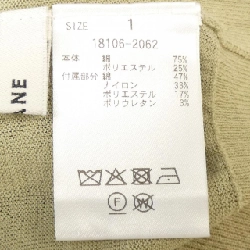 SIZE 1
18106-2062
本体 綿 75%
ポリエステル 25%
付属部分 綿 47%
ナイロン 33%
ポリエステル 17%
ポリウレタン 3%
ANE